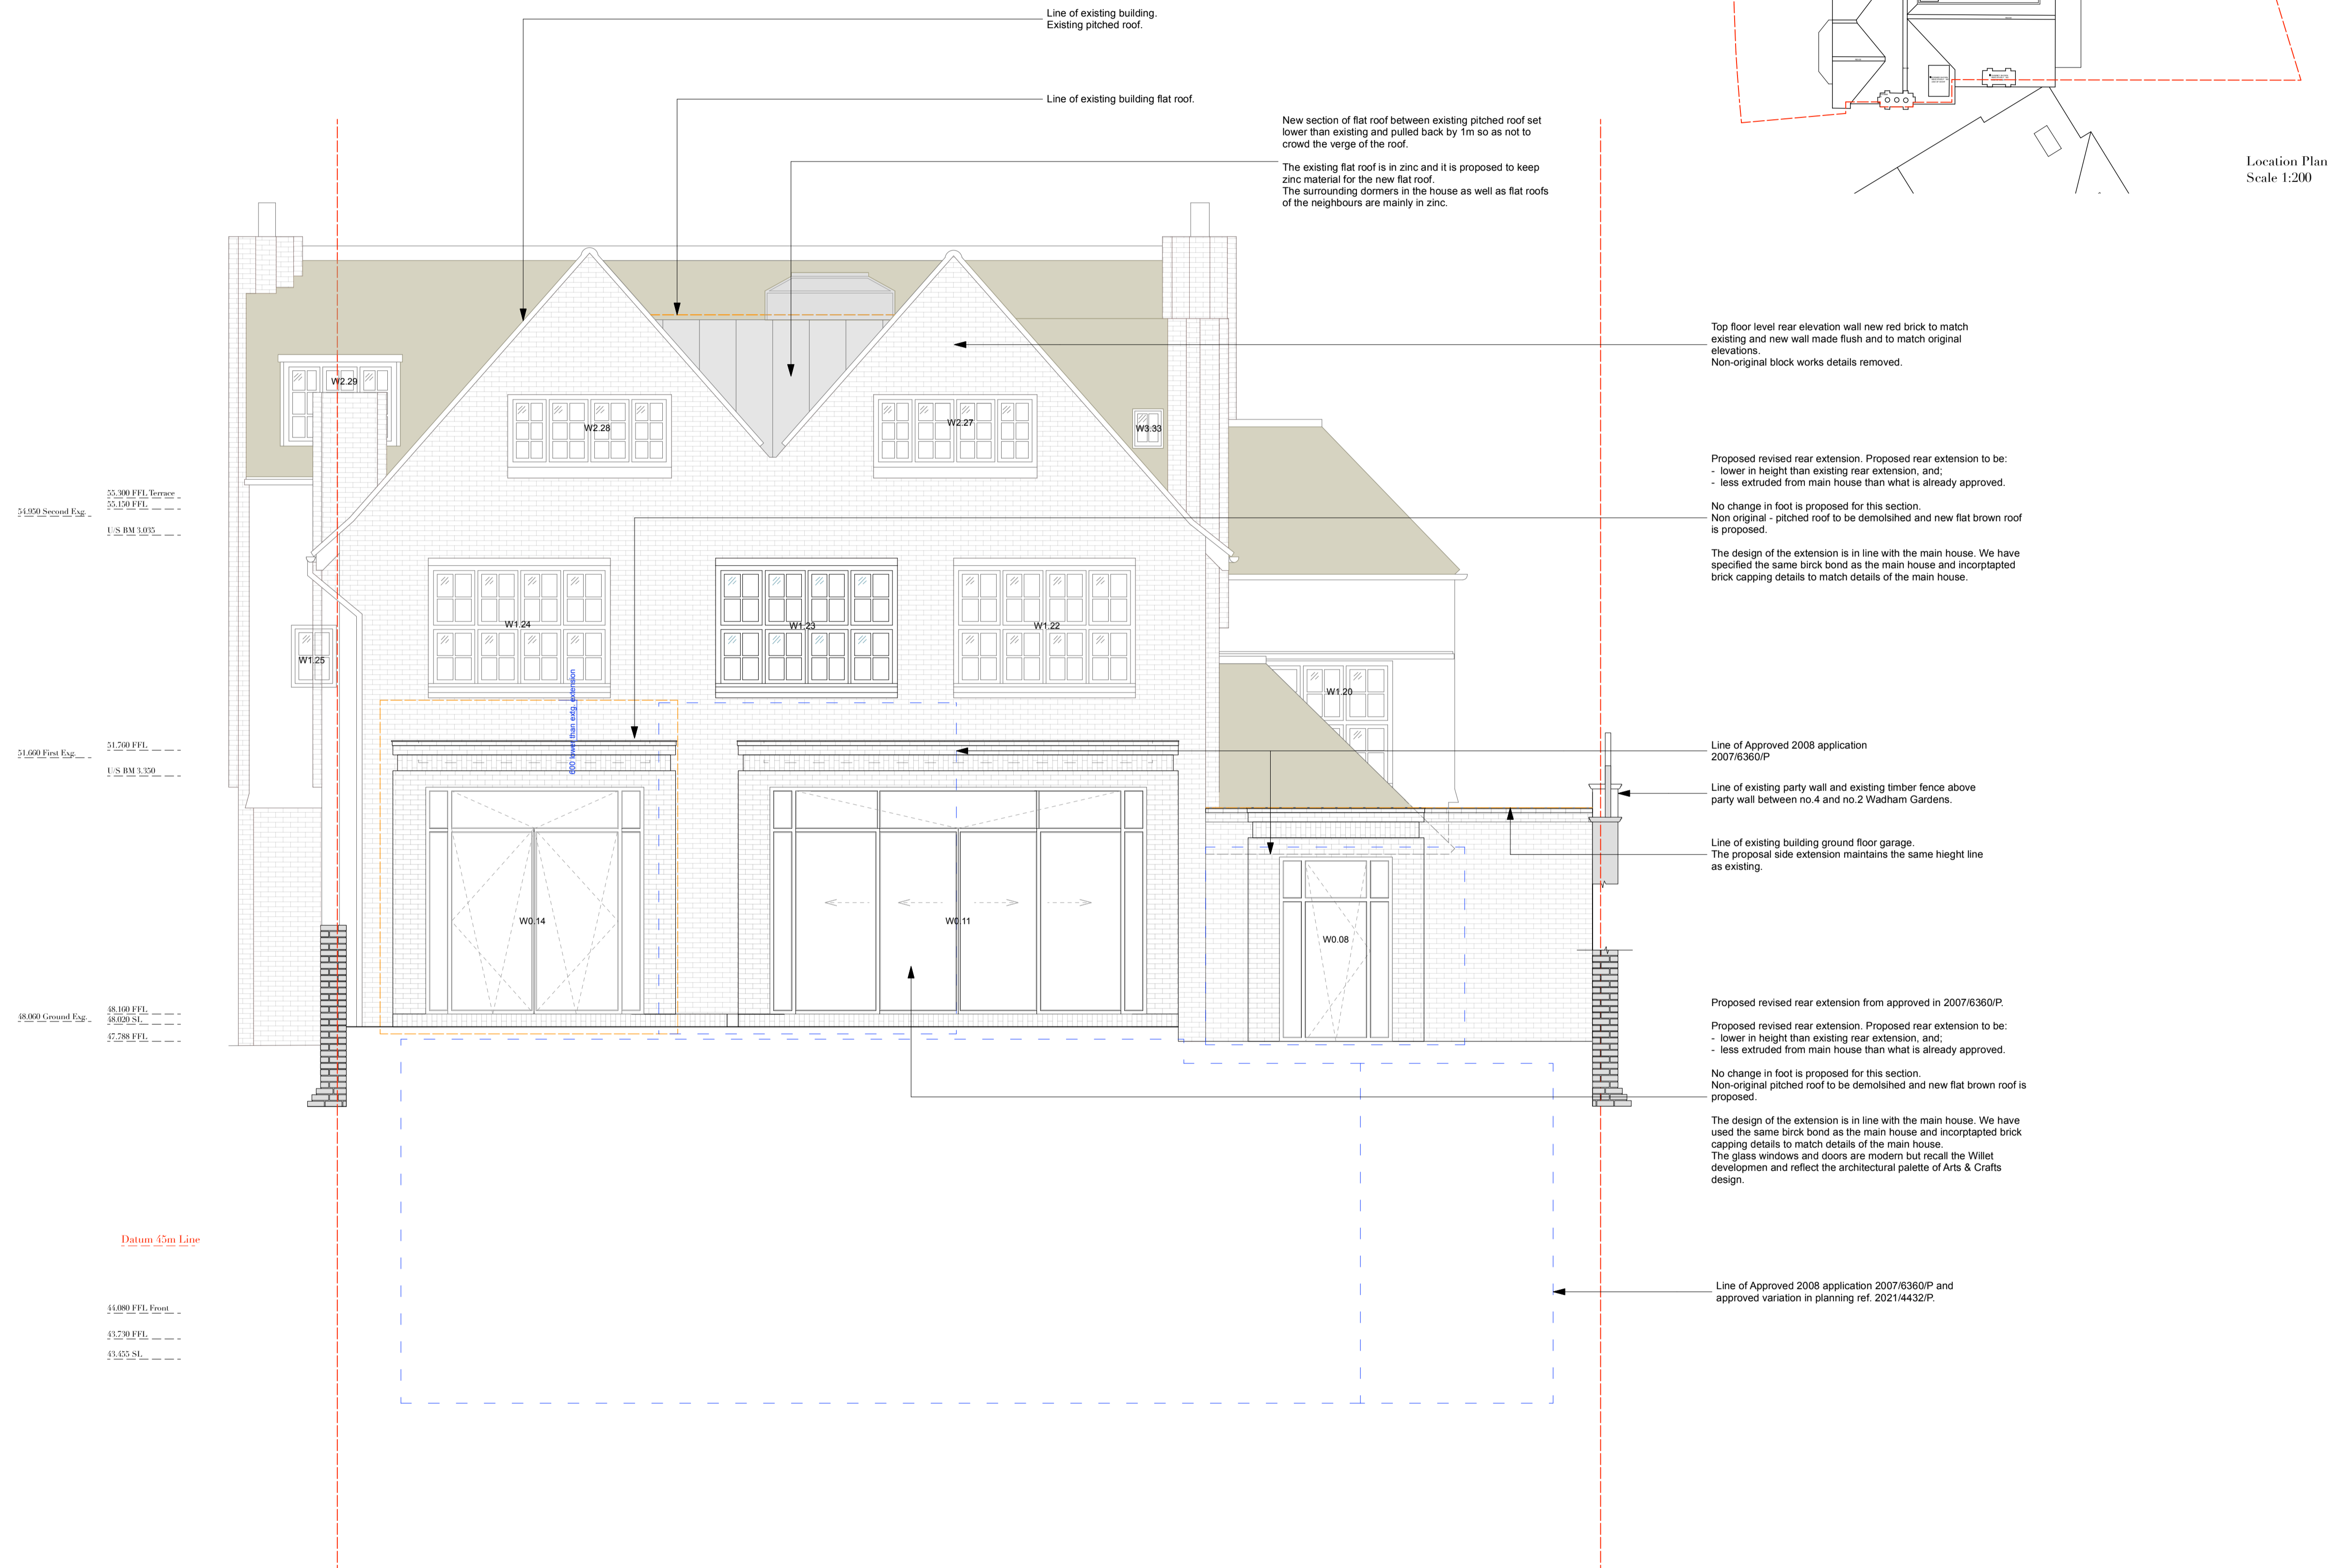 Line of existing building.
Existing pitched roof.
Line of existing building flat roof.
New section of flat roof between existing pitched roof set
lower than existing and pulled back by 1m so as not to
crowd the verge of the roof.
The existing flat roof is in zinc and it is proposed to keep
zinc material for the new flat roof.
The surrounding dormers in the house as well as flat roofs
of the neighbours are mainly in zinc.
Location Plan
Scale 1:200
Top floor level rear elevation wall new red brick to match
existing and new wall made flush and to match original
elevations.
Non-original block works details removed.
W2.29
W2.28
W2.27
W3.33
Proposed revised rear extension. Proposed rear extension to be:
- lower in height than existing rear extension, and;
- less extruded from main house than what is already approved.
No change in foot is proposed for this section.
Non original - pitched roof to be demolsihed and new flat brown roof
is proposed.
The design of the extension is in line with the main house. We have
specified the same birck bond as the main house and incorptapted
brick capping details to match details of the main house.
55.300 FFL Terrace
55.150 FFL
54.950 Second Exg.
U/S BM 3.035
W1.24
W1.23
W1.22
W1.25
W1.20
600 lower than extg. extension
51.760 FFL
51.660 First Exg.
U/S BM 3.350
Line of Approved 2008 application
2007/6360/P
Line of existing party wall and existing timber fence above
party wall between no.4 and no.2 Wadham Gardens.
Line of existing building ground floor garage.
The proposal side extension maintains the same hieght line
as existing.
W0.14
W0.11
W0.08
48.160 FFL
48.060 Ground Exg.
48.020 SL
47.788 FFL
Proposed revised rear extension from approved in 2007/6360/P.
Proposed revised rear extension. Proposed rear extension to be:
- lower in height than existing rear extension, and;
- less extruded from main house than what is already approved.
No change in foot is proposed for this section.
Non-original pitched roof to be demolsihed and new flat brown roof is
proposed.
The design of the extension is in line with the main house. We have
used the same birck bond as the main house and incorptapted brick
capping details to match details of the main house.
The glass windows and doors are modern but recall the Willet
developmen and reflect the architectural palette of Arts & Crafts
design.
Datum 45m Line
Line of Approved 2008 application 2007/6360/P and
approved variation in planning ref. 2021/4432/P.
44.080 FFL Front
43.730 FFL
43.455 SL